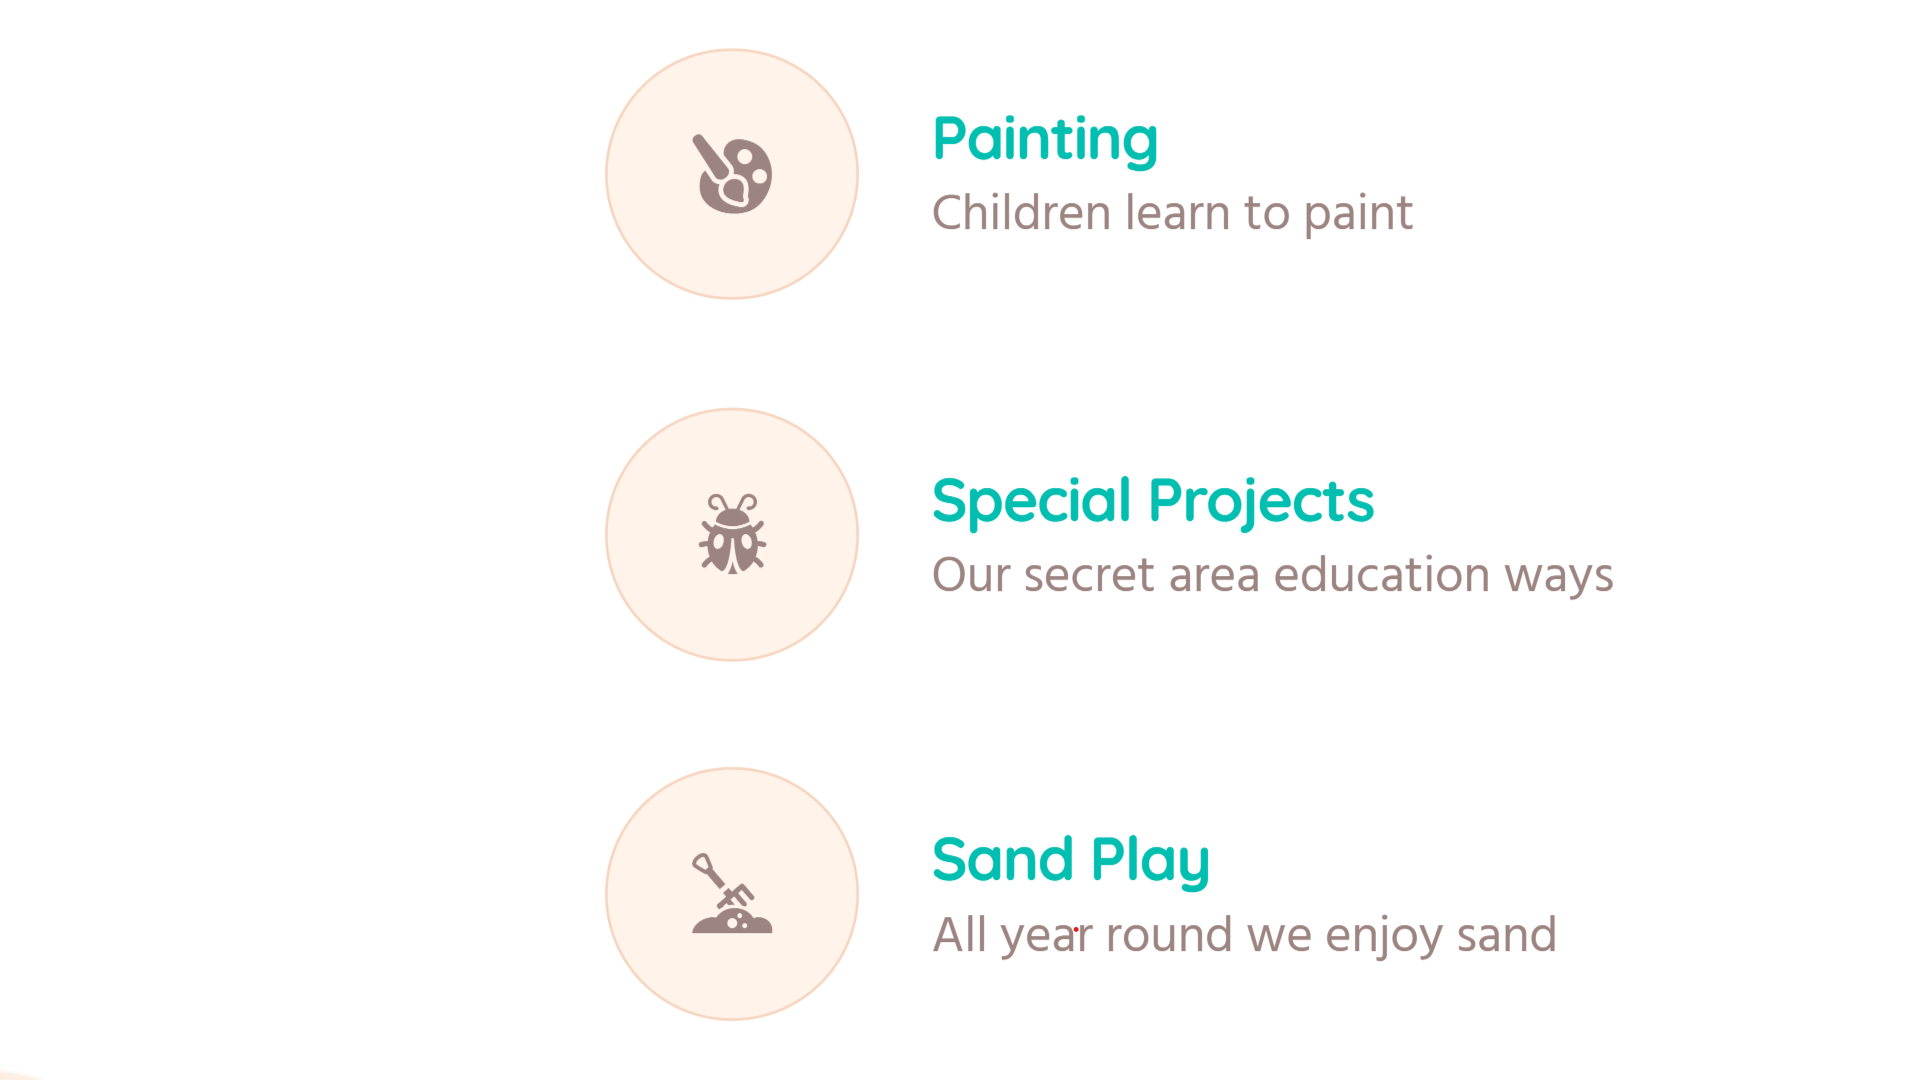 Painting
Children learn to paint
Special Projects
Our secret area education ways
Sand Play
All year round we enjoy sand